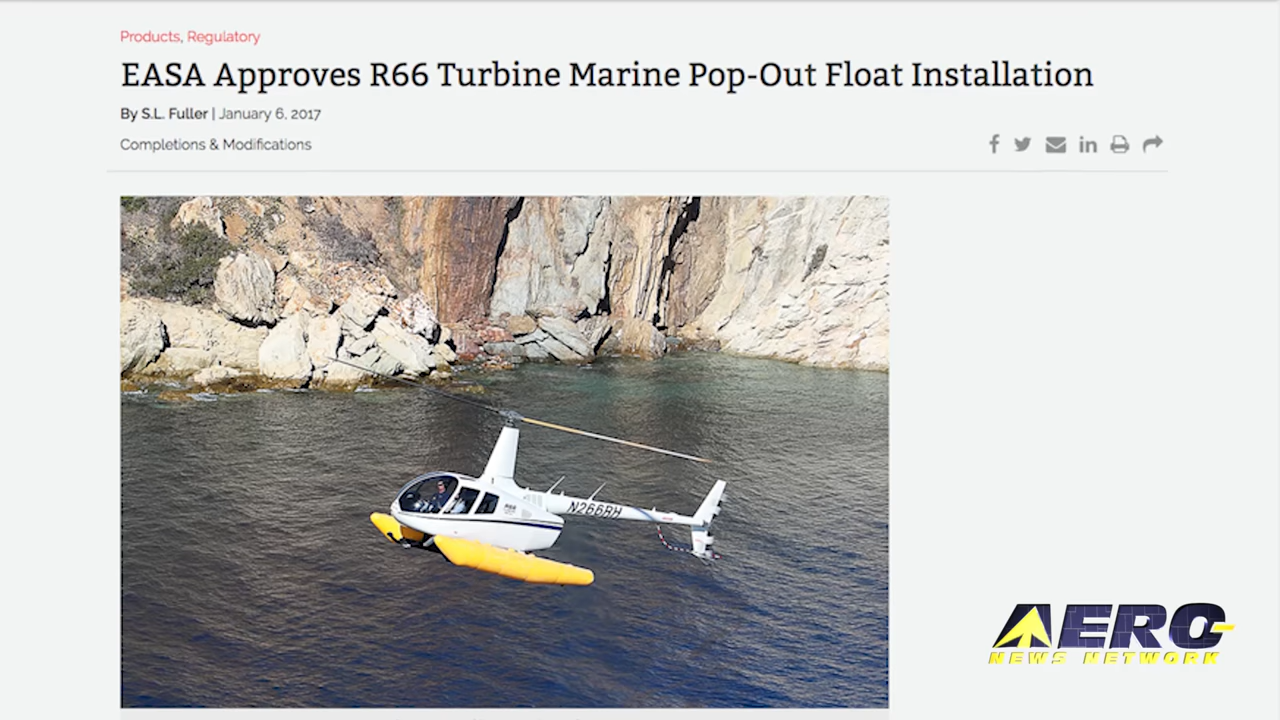 Products, Regulatory
EASA Approves R66 Turbine Marine Pop-Out Float Installation
By S.L. Fuller | January 6, 2017
Completions & Modifications
N266RH
R66
AERO
NEWS NETWORK